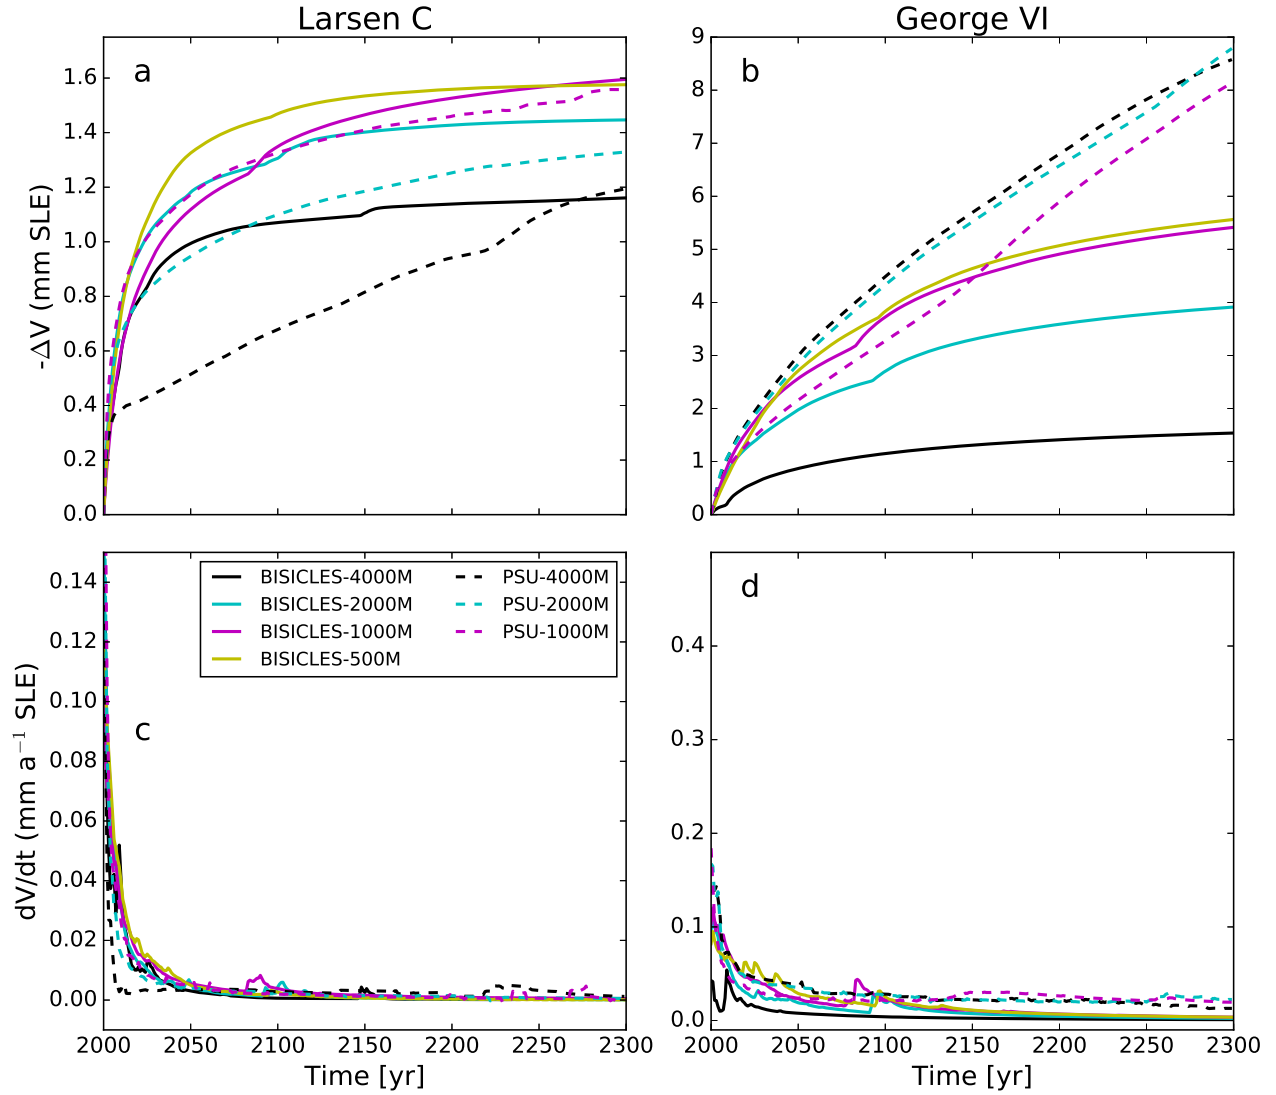 Larsen C
George VI
a
b
-ΔV (mm SLE)
1.6
1.4
1.2
1.0
0.8
0.6
0.4
0.2
0.0
9
8
7
6
5
4
3
2
1
0
BISICLES-4000M PSU-4000M
BISICLES-2000M PSU-2000M
BISICLES-1000M PSU-1000M
BISICLES-500M
c
d
dV/dt (mm a⁻¹ SLE)
0.14
0.12
0.10
0.08
0.06
0.04
0.02
0.00
0.4
0.3
0.2
0.1
0.0
2000 2050 2100 2150 2200 2250 2300
2000 2050 2100 2150 2200 2250 2300
Time [yr]
Time [yr]